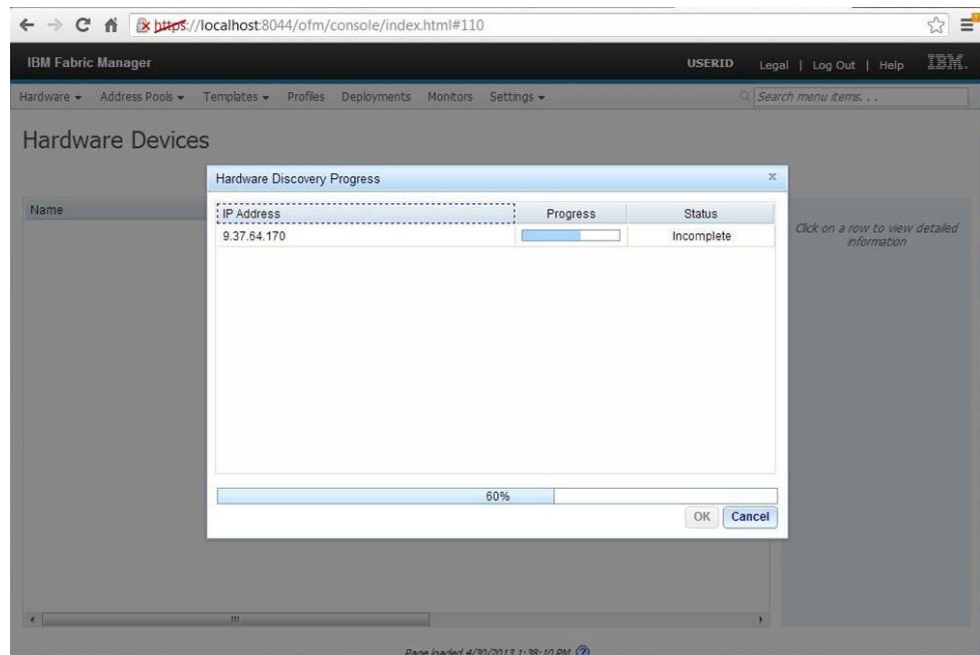 https://localhost:8044/ofm/console/index.html#110
IBM Fabric Manager USERID Legal | Log Out | Help IBM.
Hardware Address Pools Templates Profiles Deployments Monitors Settings Search menu items. . .
Hardware Devices
Hardware Discovery Progress x
Name
IP Address Progress Status
9.37.64.170 Incomplete
Click on a row to view detailed
information
60%
OK Cancel
Page loaded 4/30/2013 1:38:10 PM ?